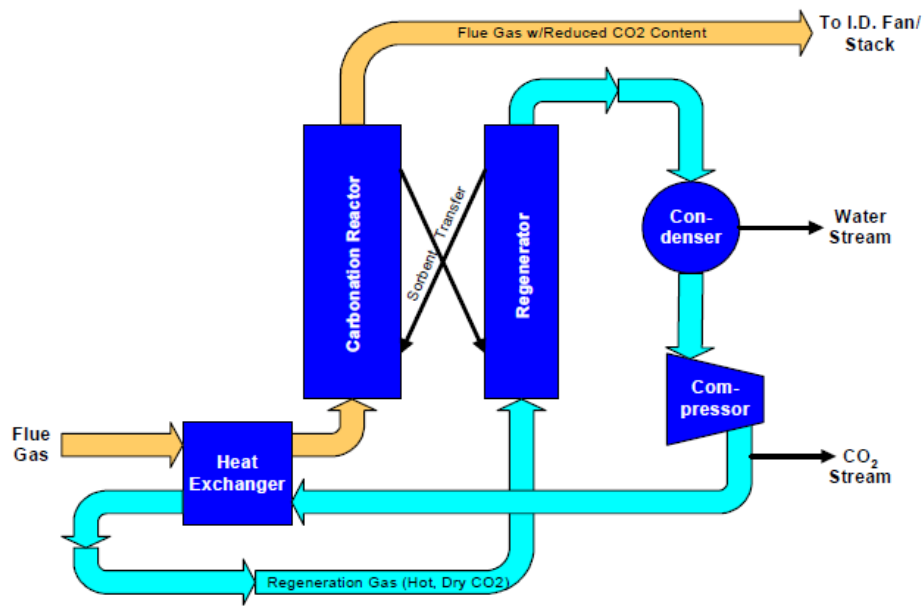 Flue Gas w/Reduced CO2 Content
To I.D. Fan/
Stack
Carbonation Reactor
Sorbent Transfer
Regenerator
Con-
denser
Water
Stream
Com-
pressor
Flue
Gas
Heat
Exchanger
CO2
Stream
Regeneration Gas (Hot, Dry CO2)